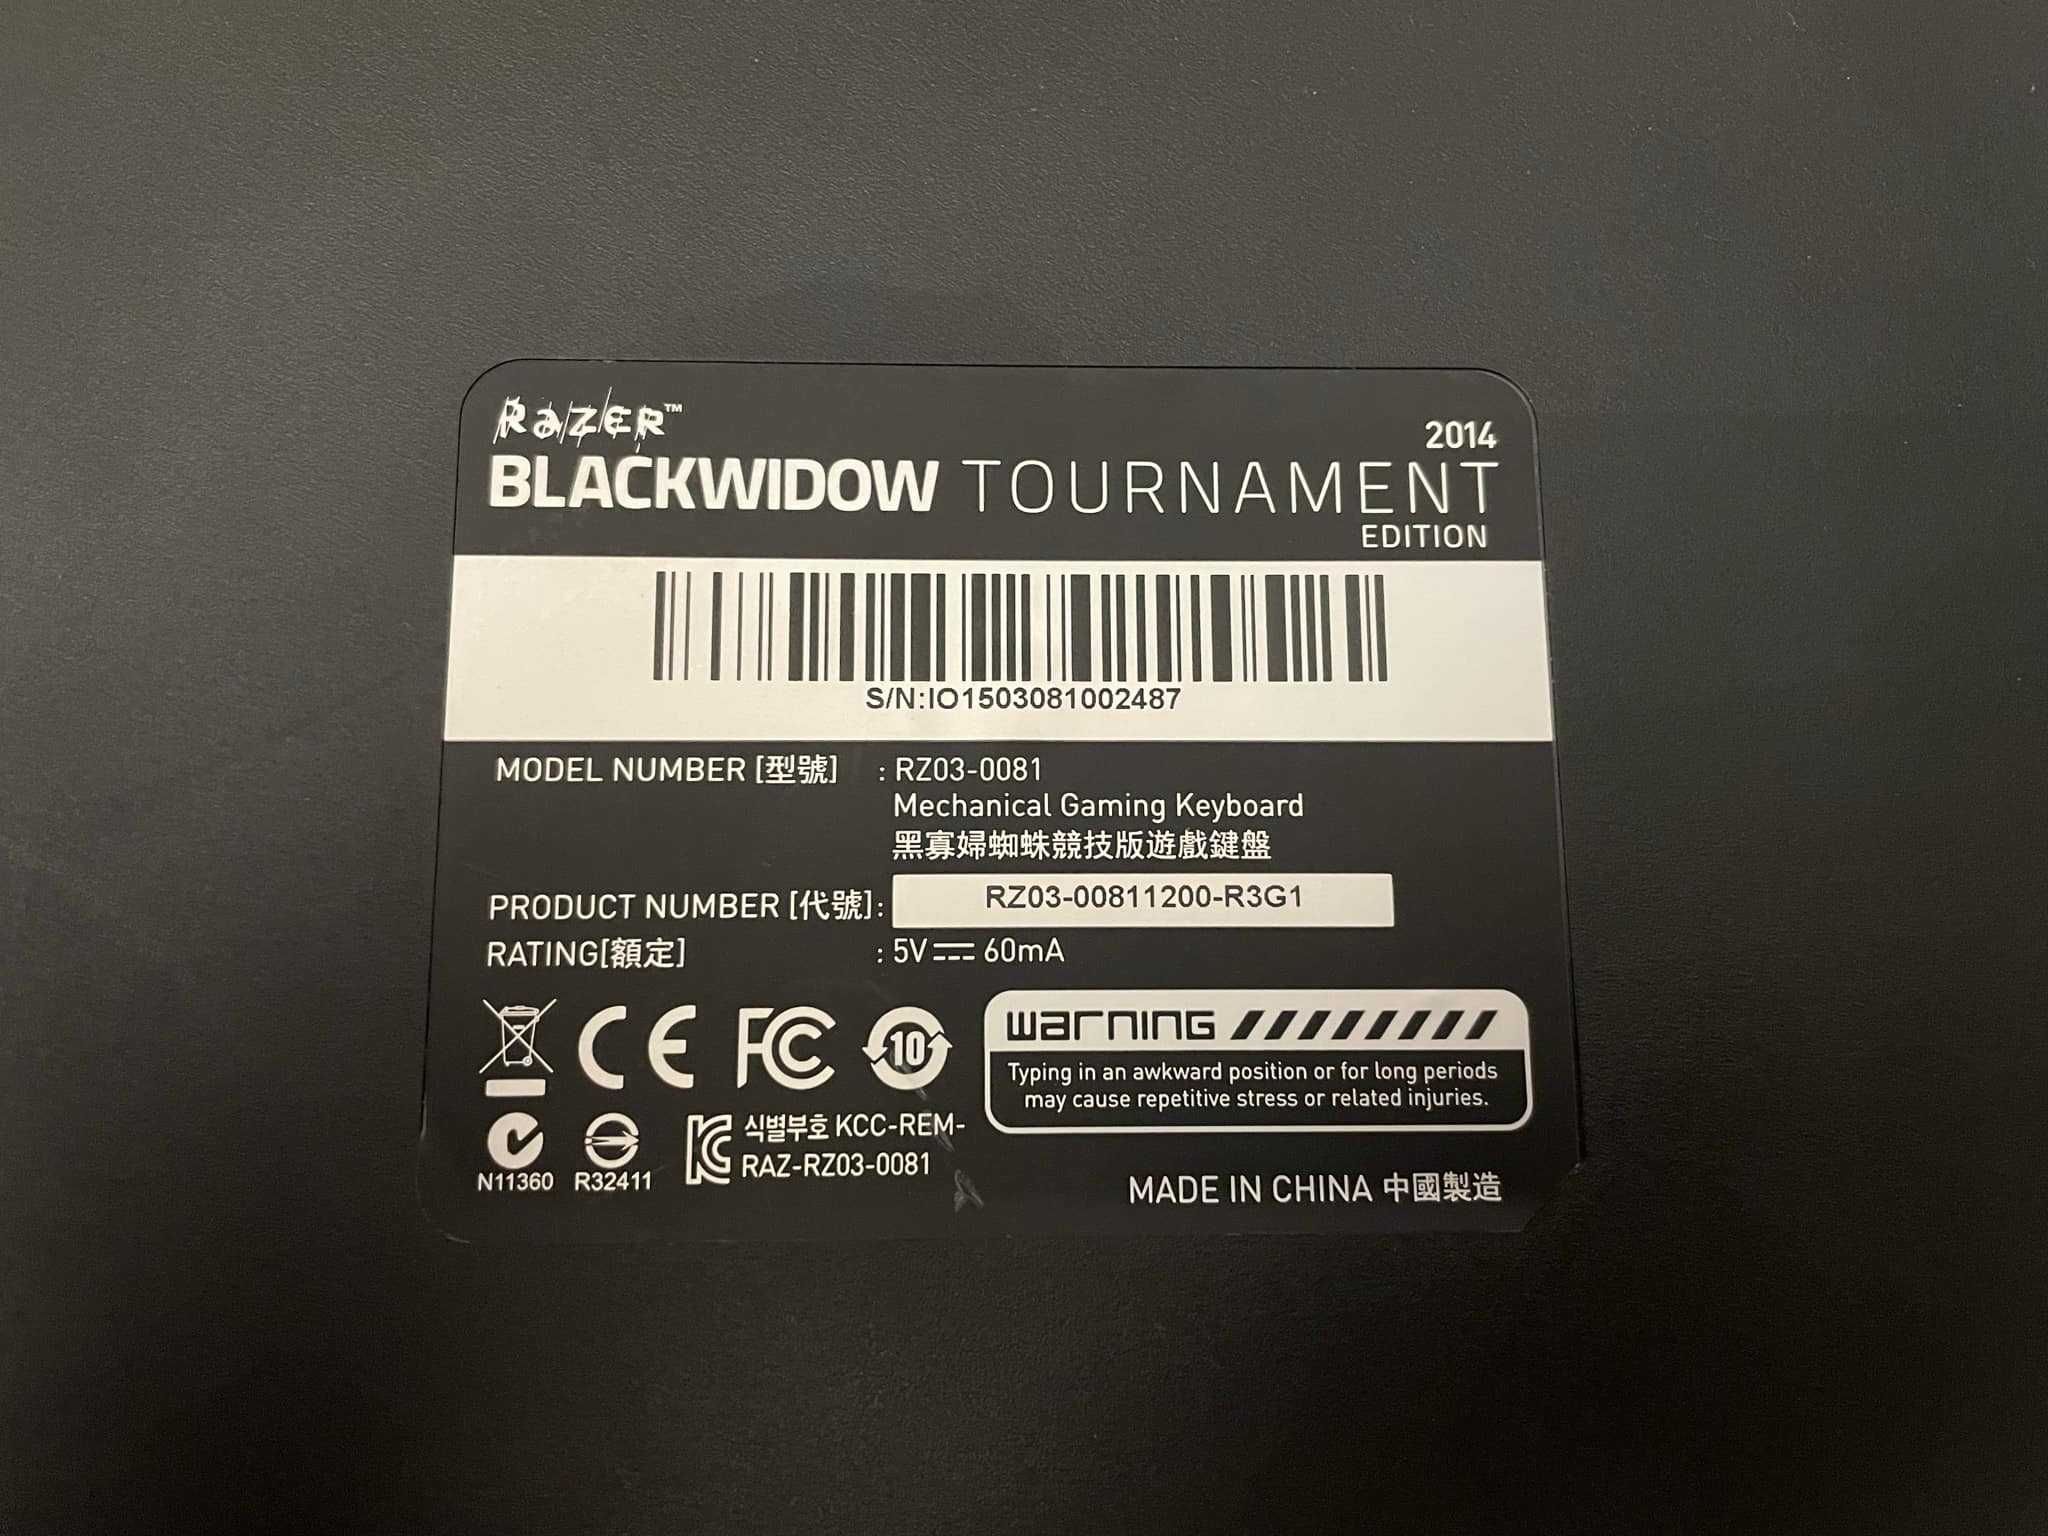 RaZER™
2014
BLACKWIDOW TOURNAMENT
EDITION
S/N:IO1503081002487
MODEL NUMBER [型號] : RZ03-0081
Mechanical Gaming Keyboard
黑寡婦蜘蛛競技版遊戲鍵盤
PRODUCT NUMBER [代號]: RZ03-00811200-R3G1
RATING[額定] : 5V⎓60mA
CE FC 10
warning
Typing in an awkward position or for long periods
may cause repetitive stress or related injuries.
N11360 R32411
식별부호 KCC-REM-
RAZ-RZ03-0081
MADE IN CHINA 中國製造